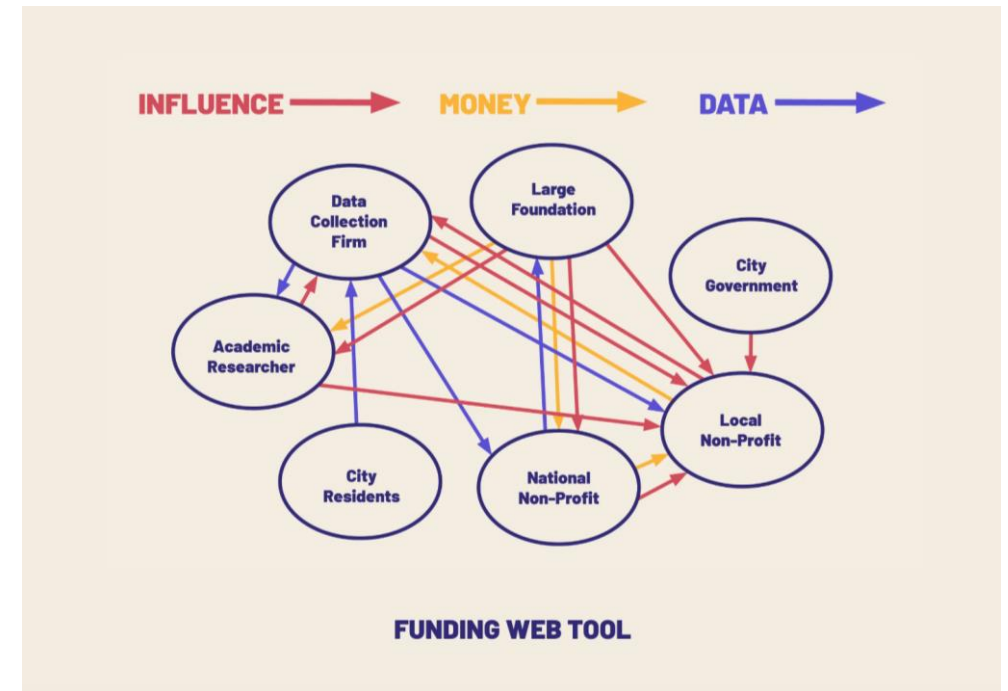 INFLUENCE
MONEY
DATA
Data
Collection
Firm
Large
Foundation
City
Government
Academic
Researcher
Local
Non-Profit
City
Residents
National
Non-Profit
FUNDING WEB TOOL